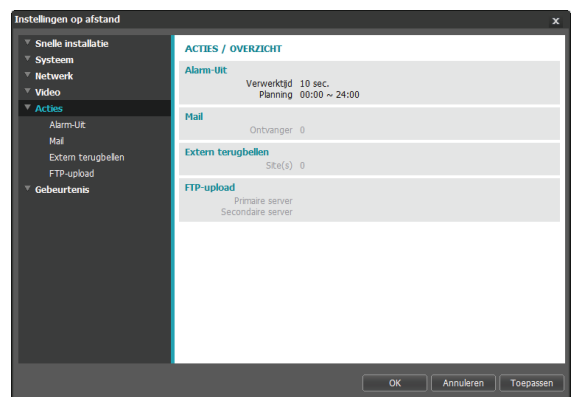 Instellingen op afstand x
Snelle installatie
Systeem
Netwerk
Video
Acties
Alarm-Uit
Mail
Extern terugbellen
FTP-upload
Gebeurtenis
ACTIES / OVERZICHT
Alarm-Uit
Verwerktijd 10 sec.
Planning 00:00 ~ 24:00
Mail
Ontvanger 0
Extern terugbellen
Site(s) 0
FTP-upload
Primaire server
Secondaire server
OK Annuleren Toepassen